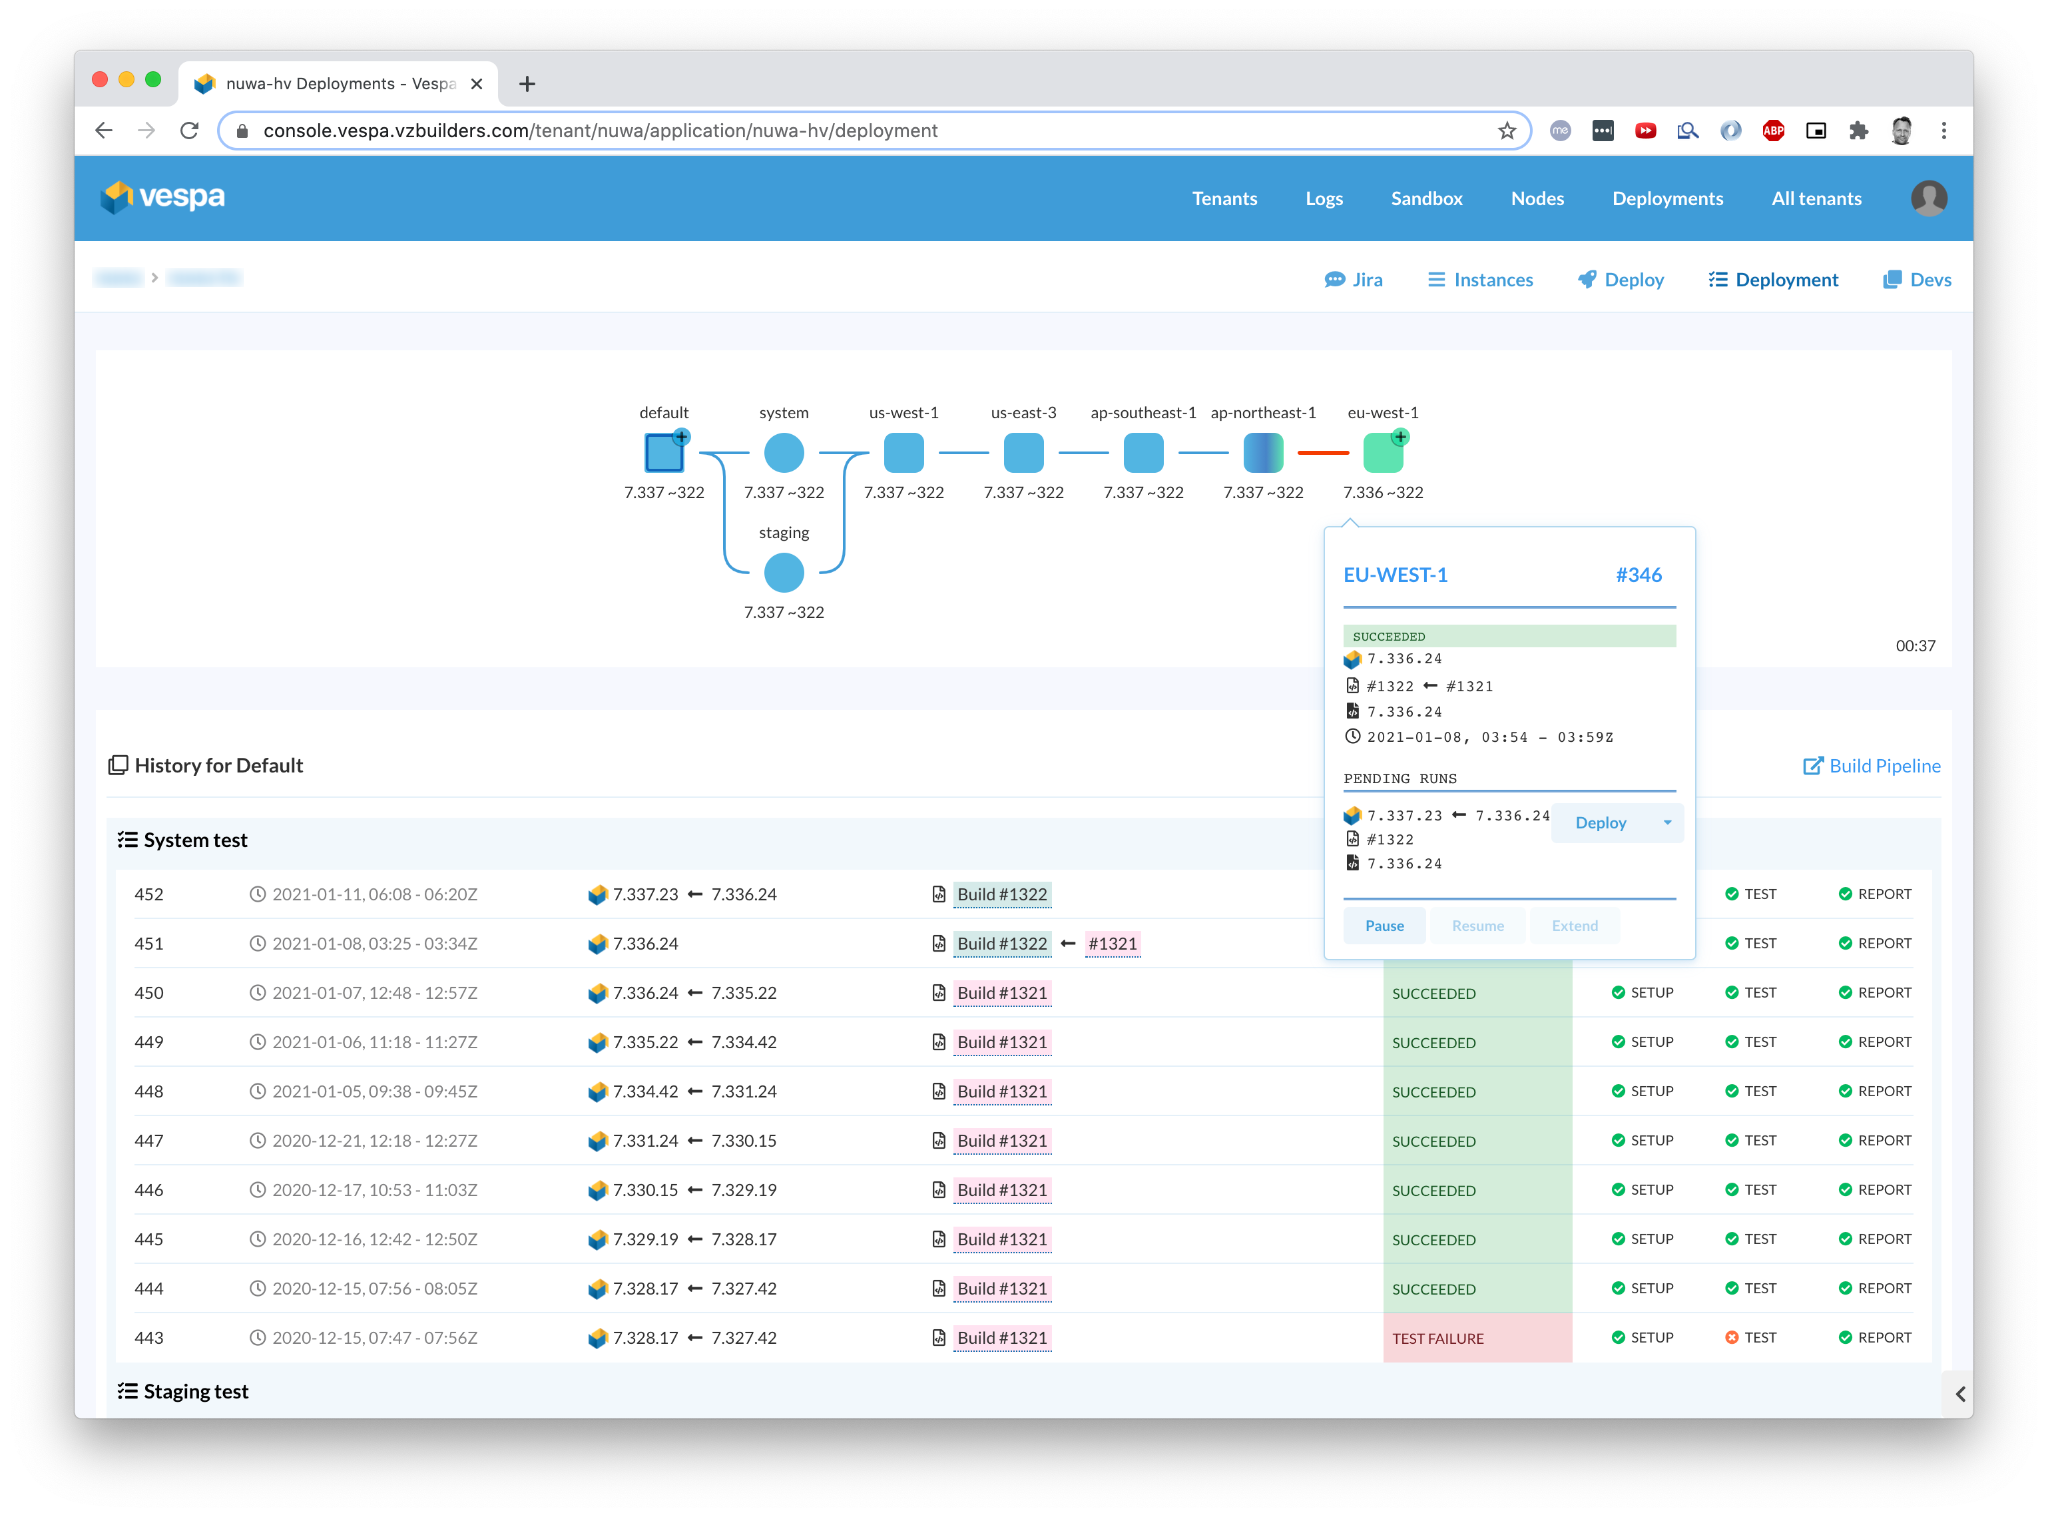 nuwa-hv Deployments - Vespa
console.vespa.vzbuilders.com/tenant/nuwa/application/nuwa-hv/deployment
me
ABP
vespa
Tenants Logs Sandbox Nodes Deployments All tenants
Jira Instances Deploy Deployment Devs
default system us-west-1 us-east-3 ap-southeast-1 ap-northeast-1 eu-west-1
7.337 ~322 7.337 ~322 7.337 ~322 7.337 ~322 7.337 ~322 7.337 ~322 7.336 ~322
staging
7.337 ~322
00:37
EU-WEST-1 #346
SUCCEEDED
7.336.24
#1322 ← #1321
7.336.24
2021-01-08, 03:54 - 03:59Z
PENDING RUNS
7.337.23 ← 7.336.24 Deploy
#1322
7.336.24
Pause Resume Extend
History for Default Build Pipeline
System test
452 2021-01-11, 06:08 - 06:20Z 7.337.23 ← 7.336.24 Build #1322 TEST REPORT
451 2021-01-08, 03:25 - 03:34Z 7.336.24 Build #1322 ← #1321 TEST REPORT
450 2021-01-07, 12:48 - 12:57Z 7.336.24 ← 7.335.22 Build #1321 SUCCEEDED SETUP TEST REPORT
449 2021-01-06, 11:18 - 11:27Z 7.335.22 ← 7.334.42 Build #1321 SUCCEEDED SETUP TEST REPORT
448 2021-01-05, 09:38 - 09:45Z 7.334.42 ← 7.331.24 Build #1321 SUCCEEDED SETUP TEST REPORT
447 2020-12-21, 12:18 - 12:27Z 7.331.24 ← 7.330.15 Build #1321 SUCCEEDED SETUP TEST REPORT
446 2020-12-17, 10:53 - 11:03Z 7.330.15 ← 7.329.19 Build #1321 SUCCEEDED SETUP TEST REPORT
445 2020-12-16, 12:42 - 12:50Z 7.329.19 ← 7.328.17 Build #1321 SUCCEEDED SETUP TEST REPORT
444 2020-12-15, 07:56 - 08:05Z 7.328.17 ← 7.327.42 Build #1321 SUCCEEDED SETUP TEST REPORT
443 2020-12-15, 07:47 - 07:56Z 7.328.17 ← 7.327.42 Build #1321 TEST FAILURE SETUP TEST REPORT
Staging test